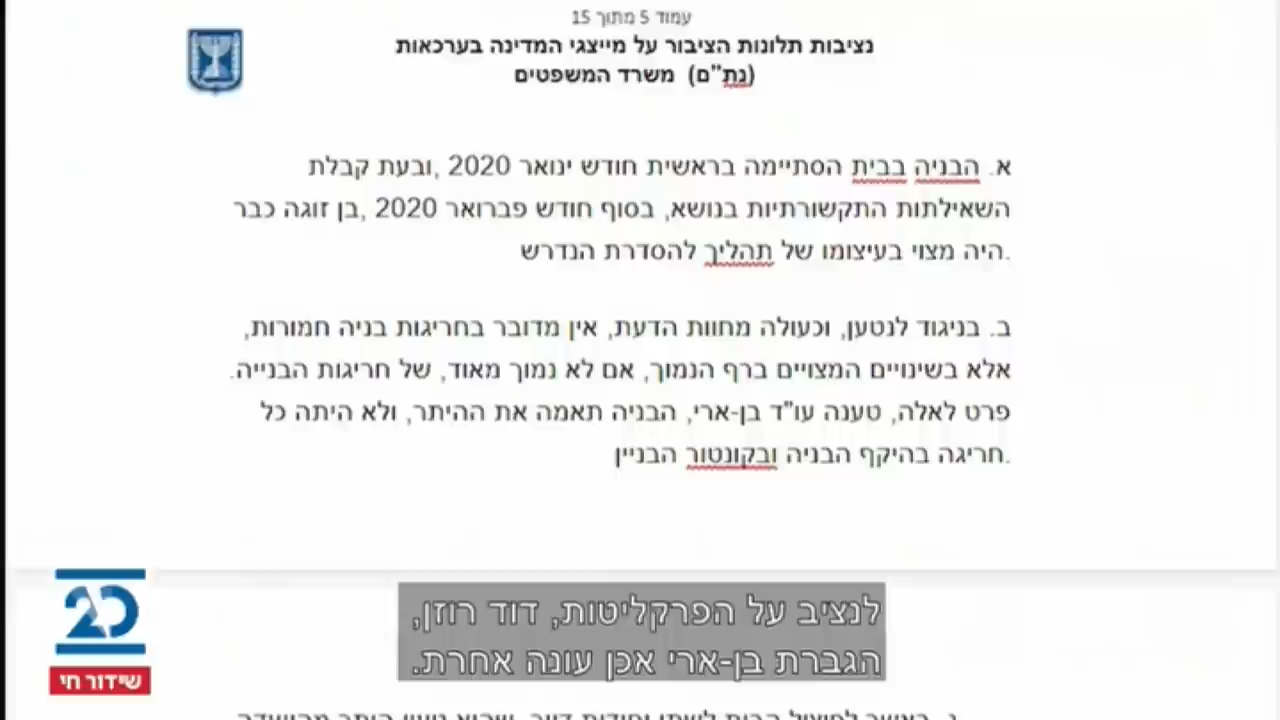 עמוד 5 מתוך 15
נציבות תלונות הציבור על מייצגי המדינה בערכאות
(נת"ם) משרד המשפטים
א. הבניה בבית הסתיימה בראשית חודש ינואר 2020 ,ובעת קבלת
השאילתות התקשורתיות בנושא, בסוף חודש פברואר 2020 ,בן זוגה כבר
.היה מצוי בעיצומו של תהליך להסדרת הנדרש
ב. בניגוד לנטען, וכעולה מחוות הדעת, אין מדובר בחריגות בניה חמורות,
אלא בשינויים המצויים ברף הנמוך, אם לא נמוך מאוד, של חריגות הבנייה.
פרט לאלה, טענה עו"ד בן-ארי, הבניה תאמה את ההיתר, ולא היתה כל
.חריגה בהיקף הבניה ובקונטור הבניין
20
שידור חי
לנציב על הפרקליטות, דוד רוזן,
הגברת בן-ארי אכן עונה אחרת.